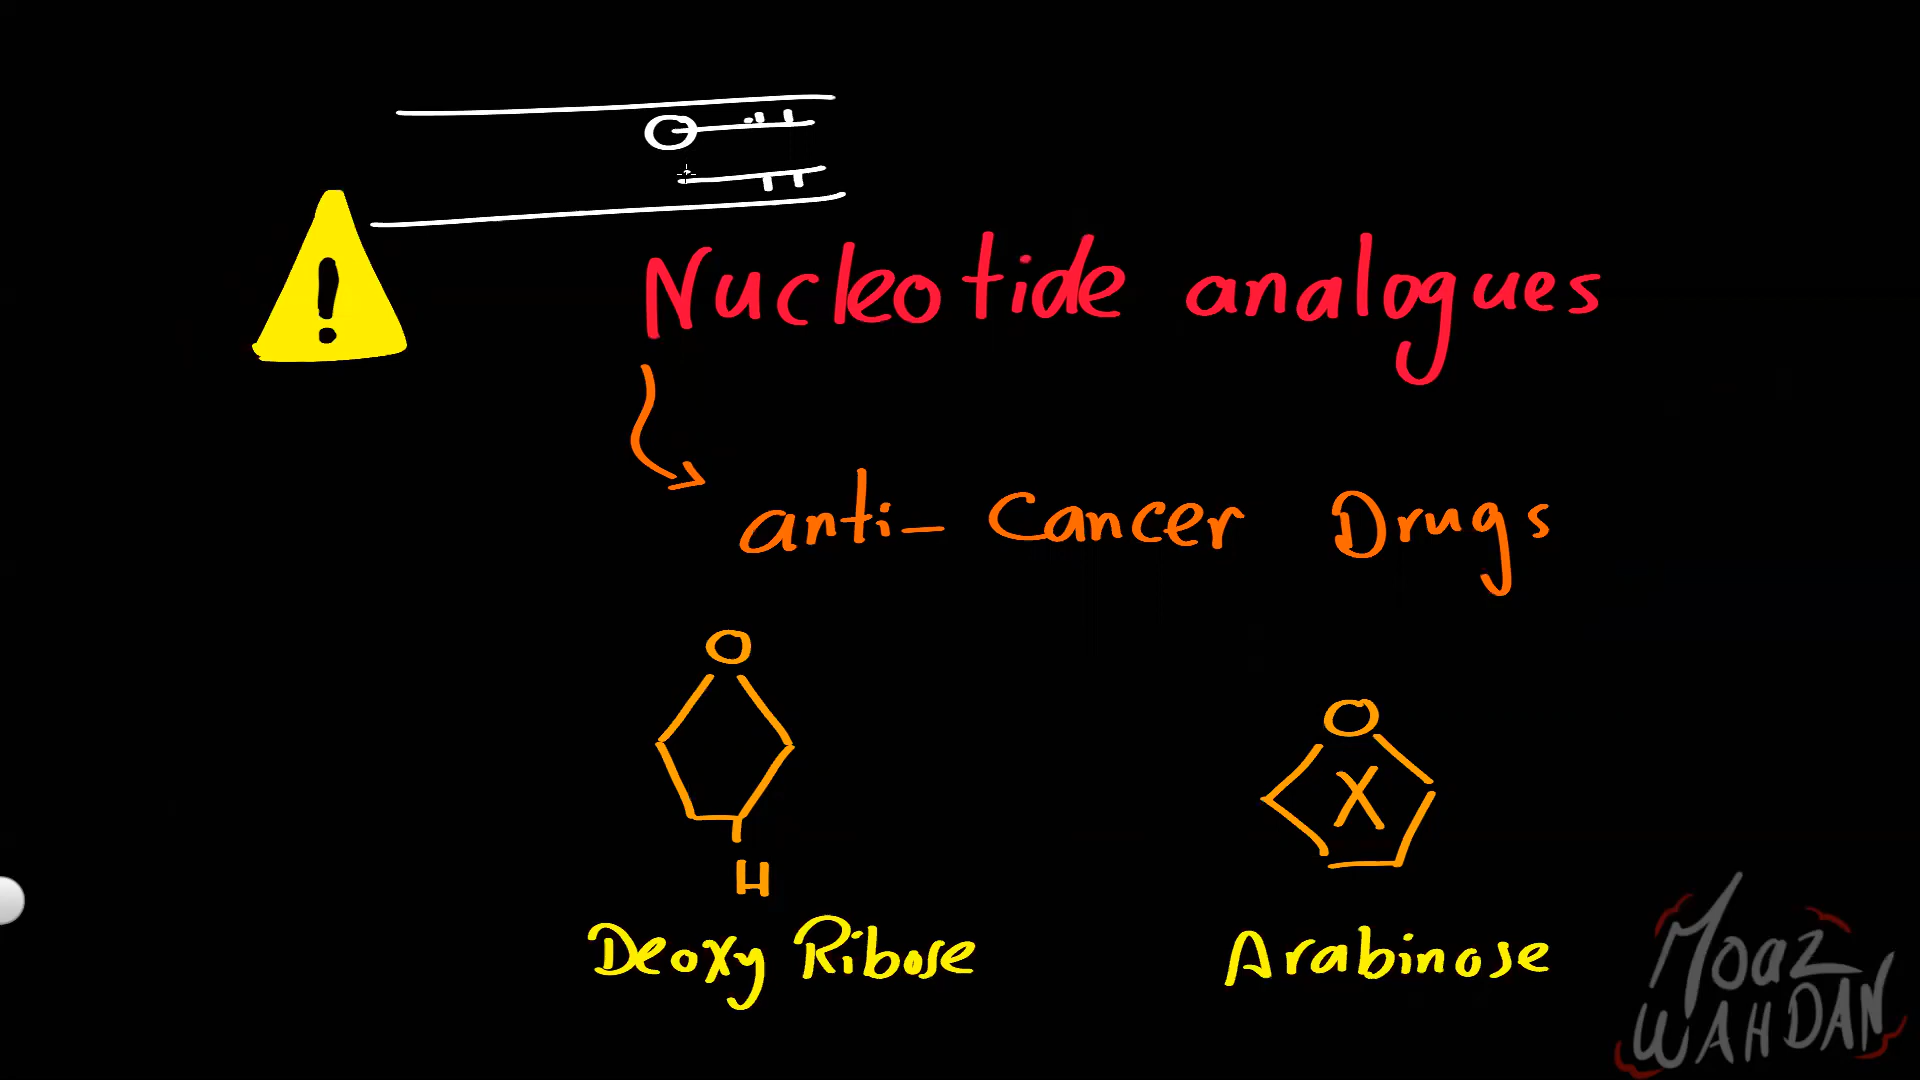 !
Nucleotide analogues
anti-Cancer Drugs
O
O
X
H
Deoxy Ribose
Arabinose
MOaz
WAHDAN